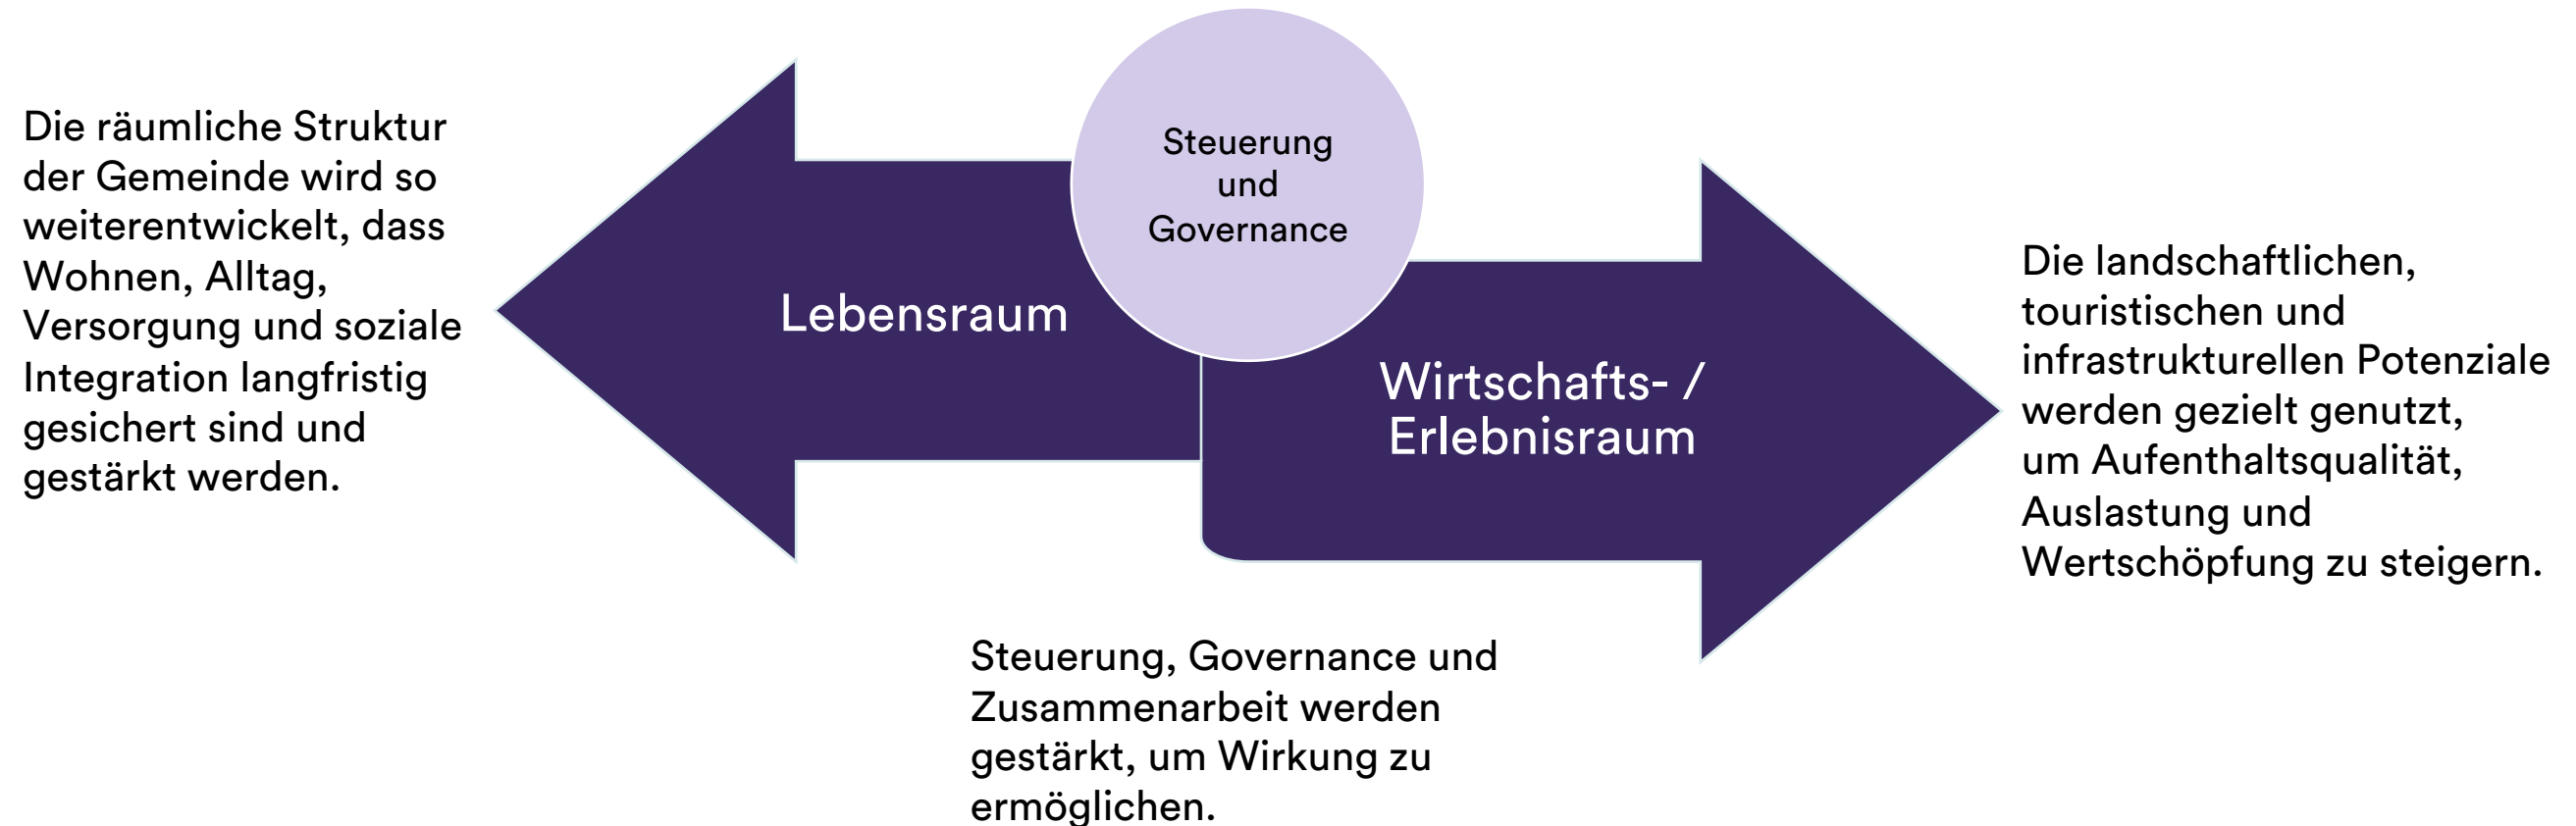 Die räumliche Struktur
der Gemeinde wird so
weiterentwickelt, dass
Wohnen, Alltag,
Versorgung und soziale
Integration langfristig
gesichert sind und
gestärkt werden.
Lebensraum
Steuerung
und
Governance
Wirtschafts- /
Erlebnisraum
Die landschaftlichen,
touristischen und
infrastrukturellen Potenziale
werden gezielt genutzt,
um Aufenthaltsqualität,
Auslastung und
Wertschöpfung zu steigern.
Steuerung, Governance und
Zusammenarbeit werden
gestärkt, um Wirkung zu
ermöglichen.